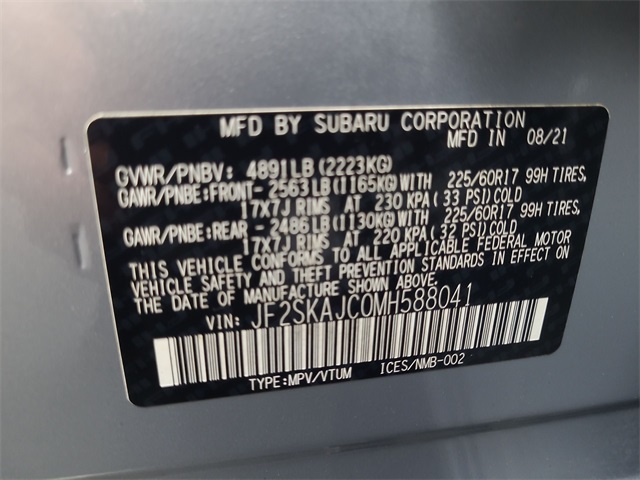 MFD BY SUBARU CORPORATION
MFD IN 08/21
GVWR/PNBV: 4891LB(2223KG)
GAWR/PNBE:FRONT-2563LB(1165KG)WITH 225/60R17 99H TIRES,
17X7J RIMS AT 230 KPA(33 PSI)COLD
GAWR/PNBE:REAR -2486LB(1130KG)WITH 225/60R17 99H TIRES,
17X7J RIMS AT 220 KPA(32 PSI)COLD
THIS VEHICLE CONFORMS TO ALL APPLICABLE FEDERAL MOTOR
VEHICLE SAFETY AND THEFT PREVENTION STANDARDS IN EFFECT ON
THE DATE OF MANUFACTURE SHOWN ABOVE.
VIN: JF2SKAJC0MH588041
TYPE:MPV/VTUM ICES/NMB-002